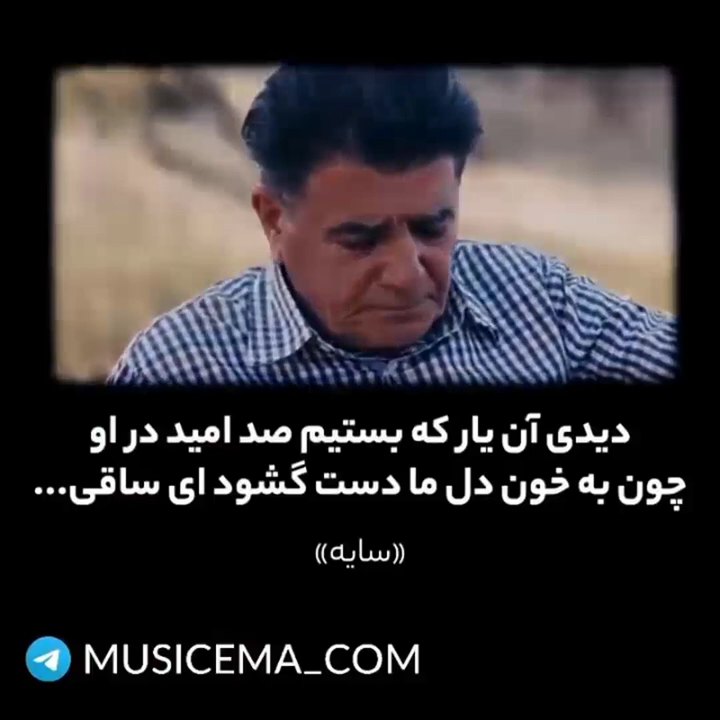 دیدی آن یار که بستیم صد امید در او
چون به خون دل ما دست گشود ای ساقی...
((سایه))
MUSICEMA_COM